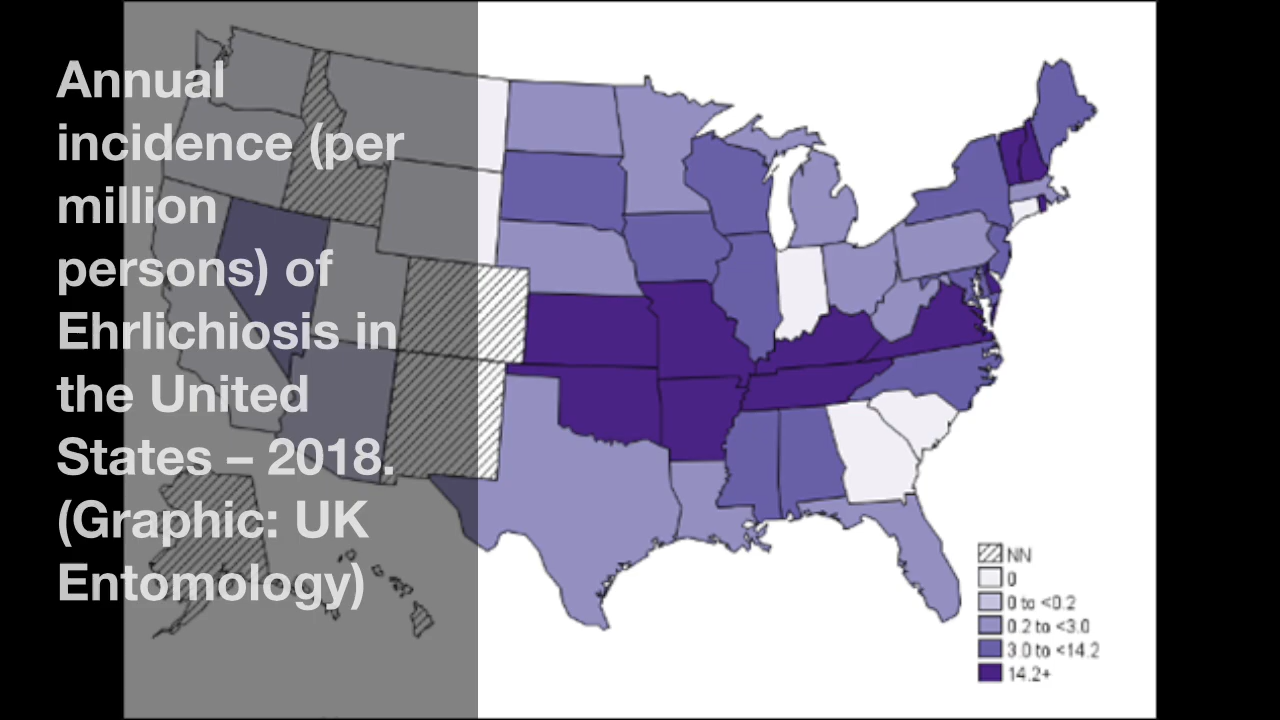 Annual
incidence (per
million
persons) of
Ehrlichiosis in
the United
States – 2018.
(Graphic: UK
Entomology)
NN
0
0 to <0.2
0.2 to <3.0
3.0 to <14.2
14.2+